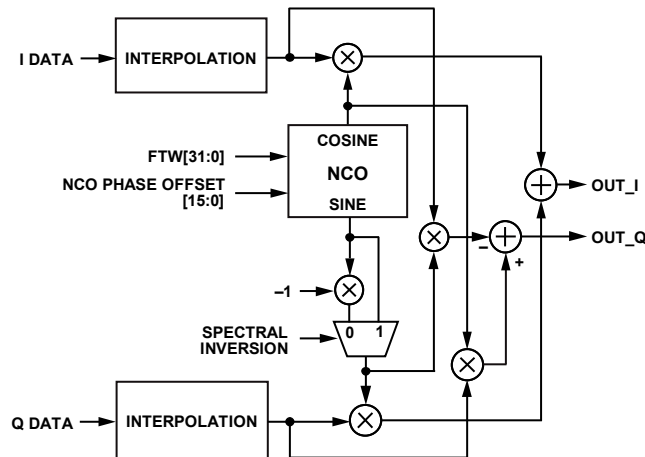 I DATA
INTERPOLATION
COSINE
FTW[31:0]
NCO
NCO PHASE OFFSET
[15:0]
SINE
OUT_I
–
+
OUT_Q
–1
0 1
SPECTRAL
INVERSION
Q DATA
INTERPOLATION